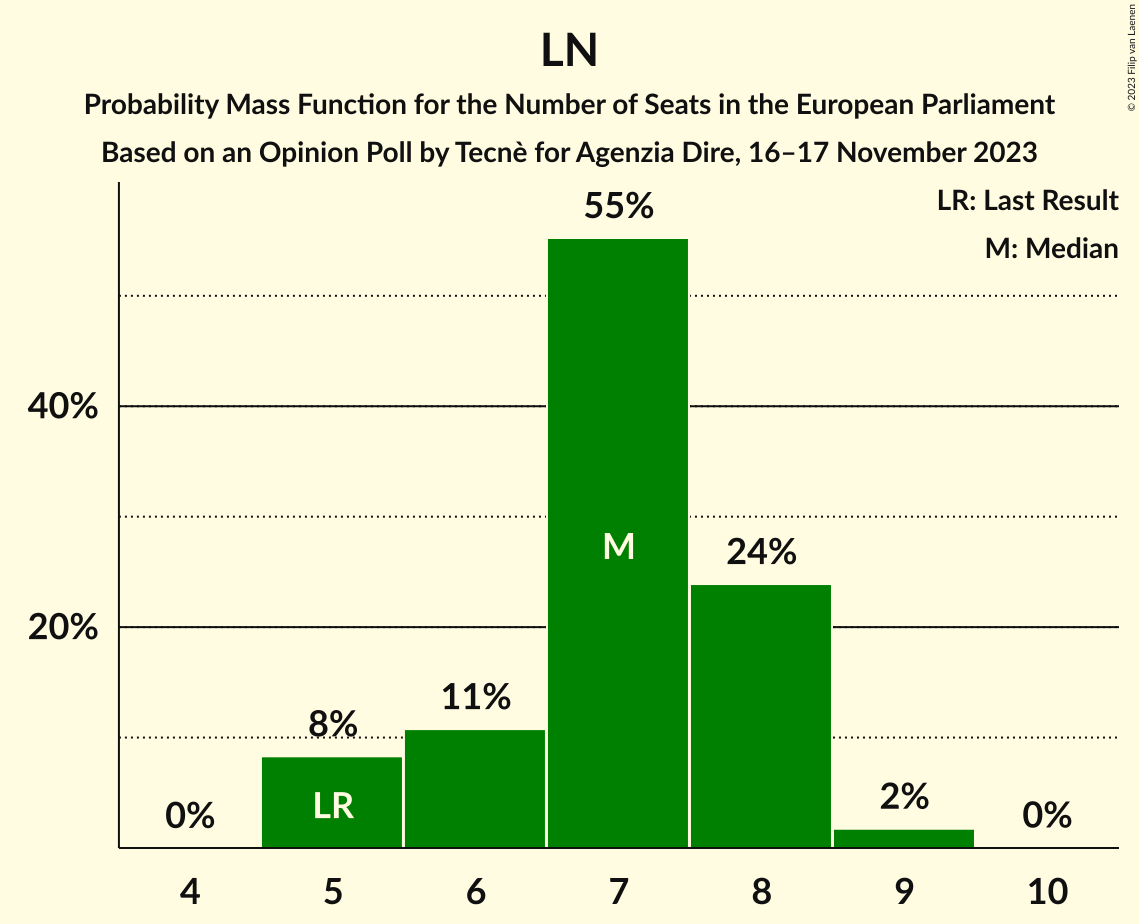 LN
Probability Mass Function for the Number of Seats in the European Parliament
Based on an Opinion Poll by Tecnè for Agenzia Dire, 16–17 November 2023
© 2023 Filip van Laenen
LR: Last Result
M: Median
55%
40%
M
24%
20%
11%
8%
LR
2%
0%
0%
4 5 6 7 8 9 10